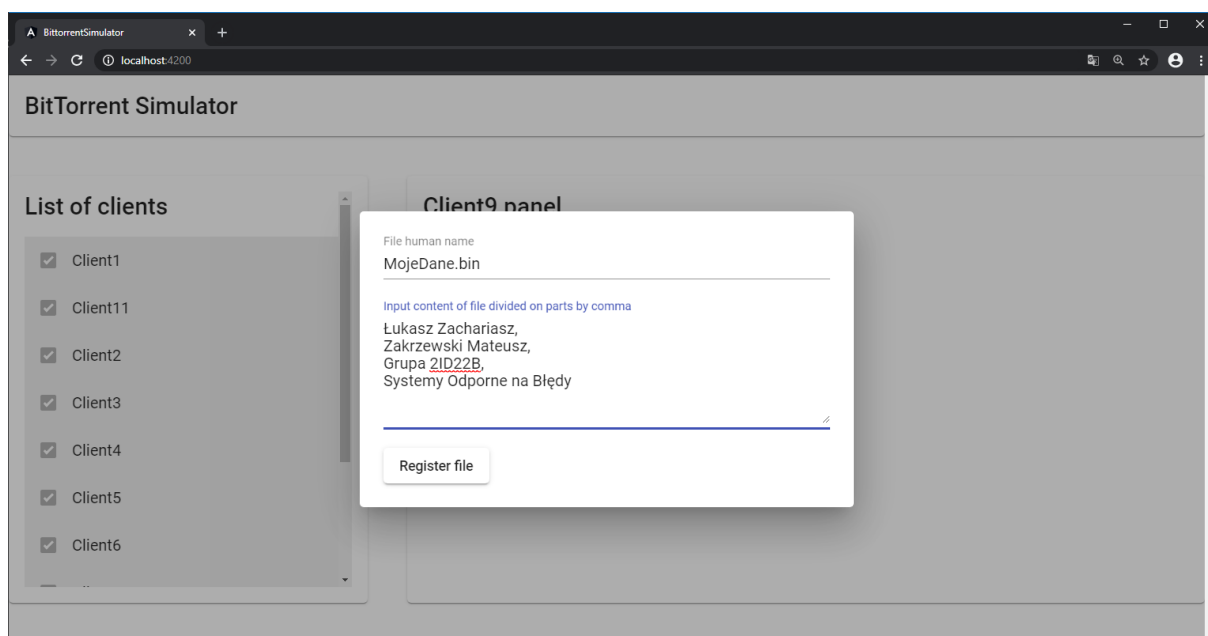 BittorrentSimulator
localhost:4200
BitTorrent Simulator
List of clients
Client1
Client11
Client2
Client3
Client4
Client5
Client6
Client9 panel
File human name
MojeDane.bin
Input content of file divided on parts by comma
Łukasz Zachariasz,
Zakrzewski Mateusz,
Grupa 2ID22B,
Systemy Odporne na Błędy
Register file